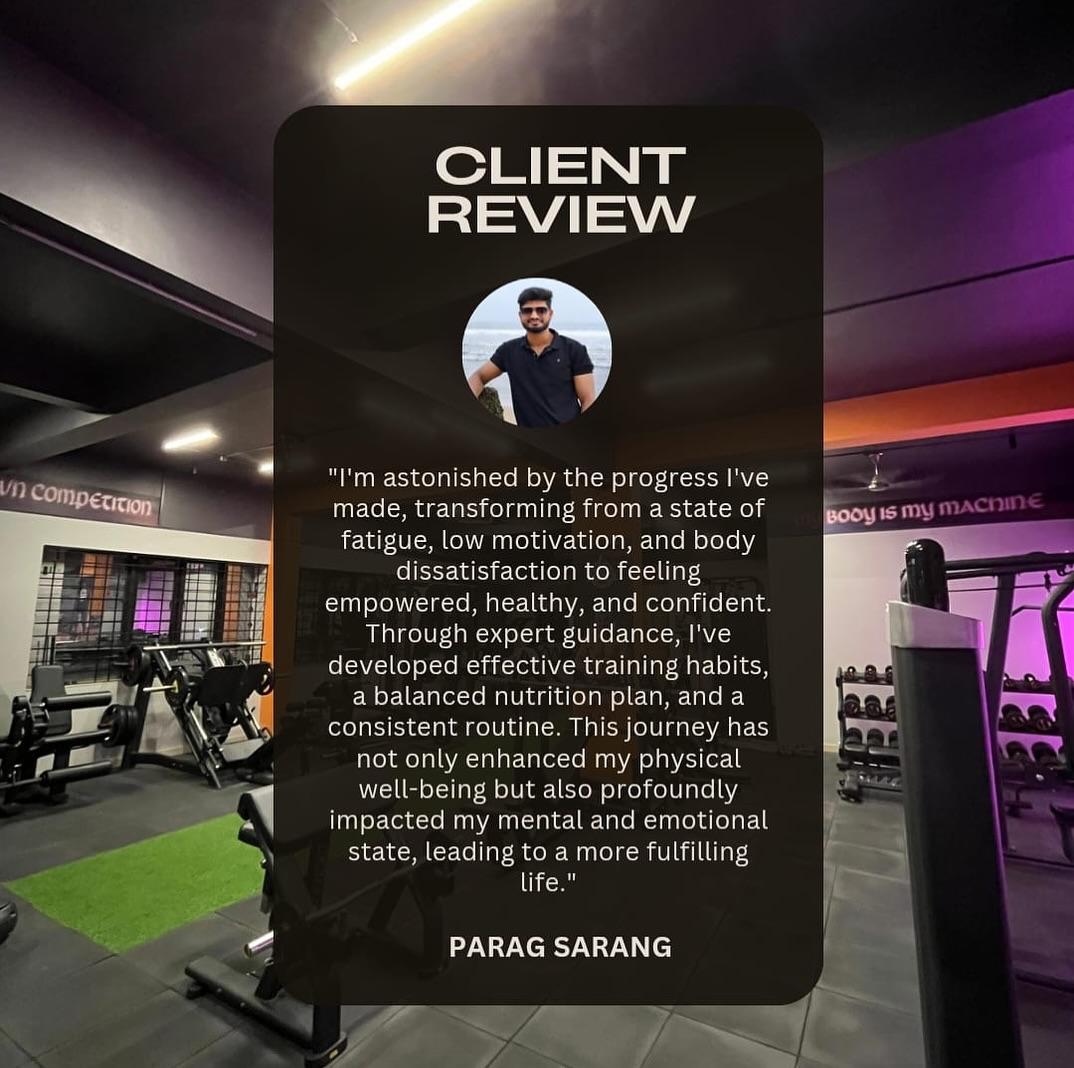 CLIENT
REVIEW
VN COMPETITION
BODY IS MY MACHINE
"I'm astonished by the progress I've
made, transforming from a state of
fatigue, low motivation, and body
dissatisfaction to feeling
empowered, healthy, and confident.
Through expert guidance, I've
developed effective training habits,
a balanced nutrition plan, and a
consistent routine. This journey has
not only enhanced my physical
well-being but also profoundly
impacted my mental and emotional
state, leading to a more fulfilling
life."
PARAG SARANG